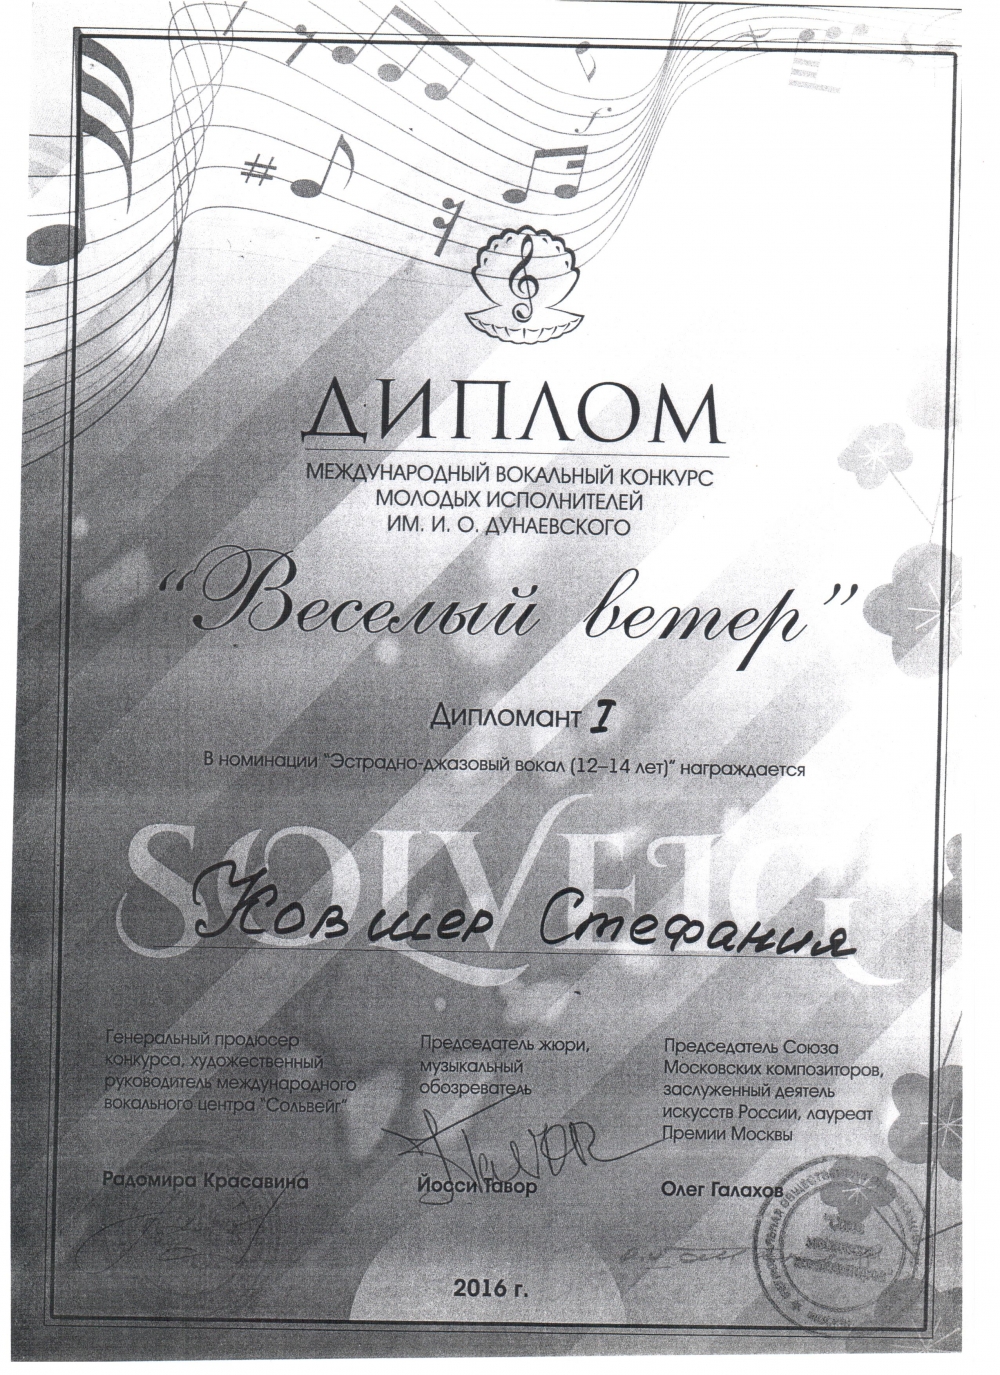 ДИПЛОМ
МЕЖДУНАРОДНЫЙ ВОКАЛЬНЫЙ КОНКУРС
МОЛОДЫХ ИСПОЛНИТЕЛЕЙ
ИМ. И. О. ДУНАЕВСКОГО
“Веселый ветер”
Дипломант I
В номинации “Эстрадно-джазовый вокал (12–14 лет)” награждается
SOLVEIG
Ковшер Стефания
Генеральный продюсер
конкурса, художественный
руководитель международного
вокального центра “Сольвейг”
Радомира Красавина
Председатель жюри,
музыкальный
обозреватель
Йосси Тавор
Председатель Союза
Московских композиторов,
заслуженный деятель
искусств России, лауреат
Премии Москвы
Олег Галахов
2016 г.